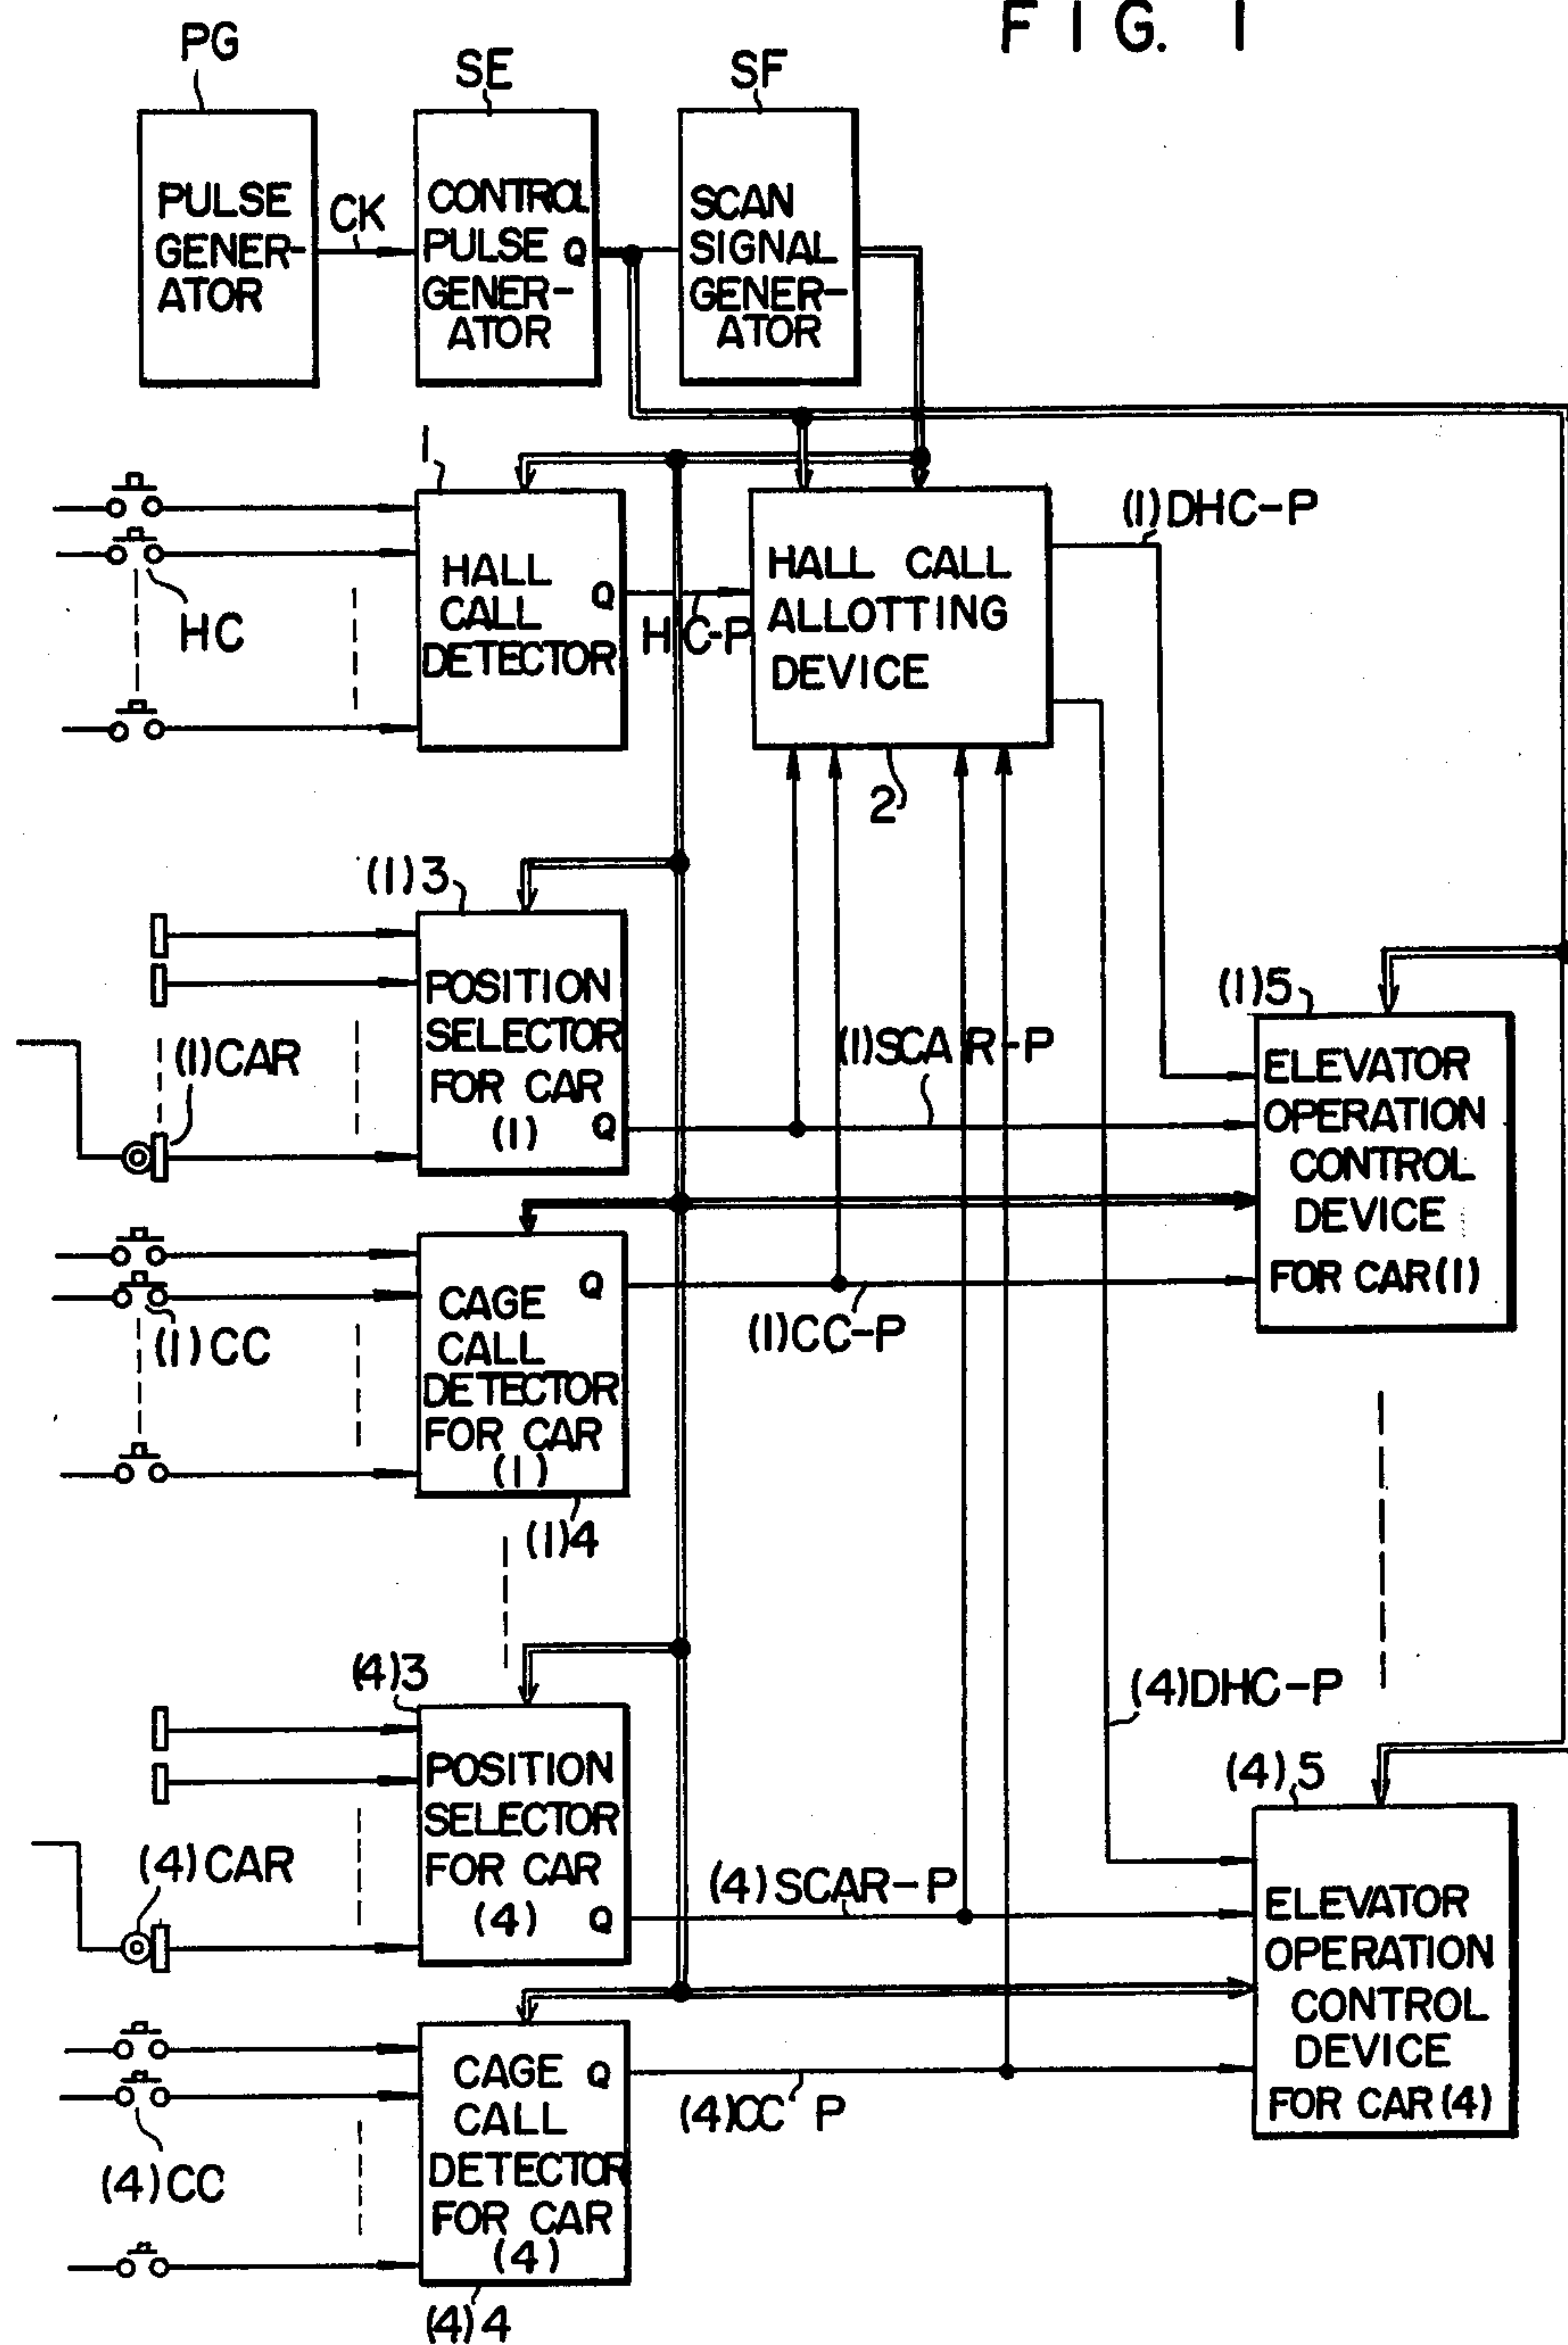 FIG. 1
PG
SE
SF
PULSE
GENER-
ATOR
CK
CONTROL
PULSE Q
GENER-
ATOR
SCAN
SIGNAL
GENER-
ATOR
1
HC
HALL
CALL
DETECTOR
Q
HC-P
HALL CALL
ALLOTTING
DEVICE
2
(1)DHC-P
(1)3
(1)CAR
POSITION
SELECTOR
FOR CAR
(1) Q
(1)SCAR-P
(1)5
ELEVATOR
OPERATION
CONTROL
DEVICE
FOR CAR(1)
(1)CC
CAGE Q
CALL
DETECTOR
FOR CAR
(1)
(1)CC-P
(1)4
(4)3
(4)CAR
POSITION
SELECTOR
FOR CAR
(4) Q
(4)SCAR-P
(4)DHC-P
(4)5
ELEVATOR
OPERATION
CONTROL
DEVICE
FOR CAR(4)
(4)CC
CAGE Q
CALL
DETECTOR
FOR CAR
(4)
(4)CC P
(4)4